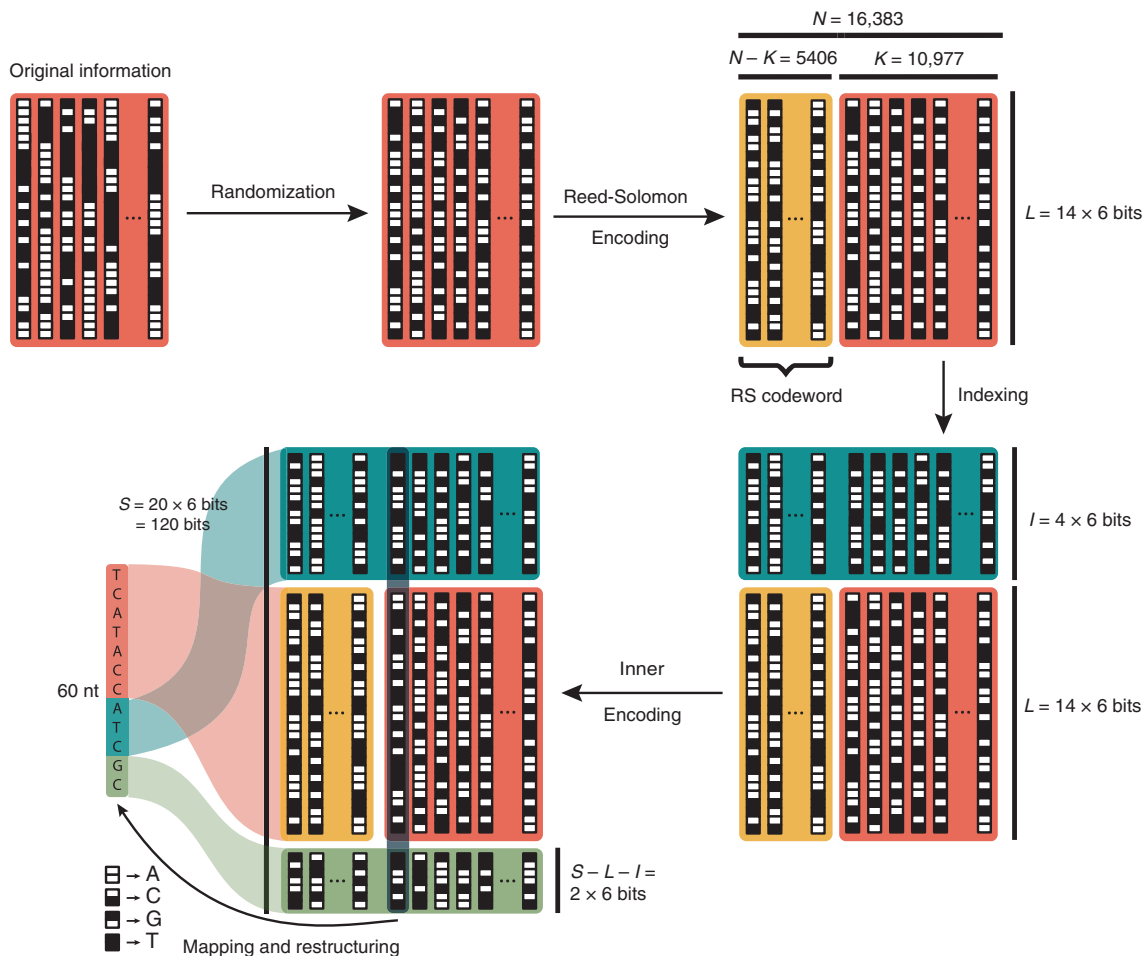 N = 16,383
N – K = 5406
K = 10,977
Original information
Randomization
Reed-Solomon
Encoding
...
...
...
...
L = 14 × 6 bits
RS codeword
Indexing
S = 20 × 6 bits
= 120 bits
...
...
...
...
I = 4 × 6 bits
T
C
A
T
A
C
C
A
T
C
G
C
60 nt
...
...
Inner
Encoding
...
...
L = 14 × 6 bits
...
...
S – L – I =
2 × 6 bits
A
C
G
T
Mapping and restructuring